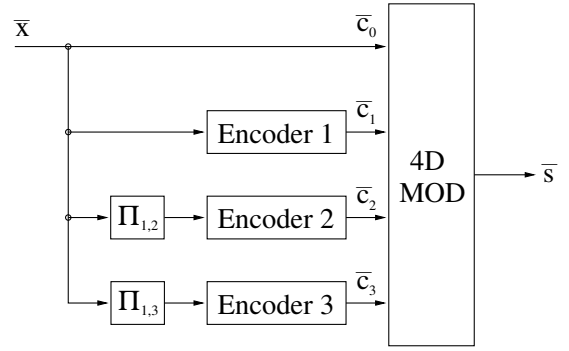 x̅ c̅₀
Encoder 1 c̅₁
4D
MOD
s̅
Π₁,₂ Encoder 2 c̅₂
Π₁,₃ Encoder 3 c̅₃